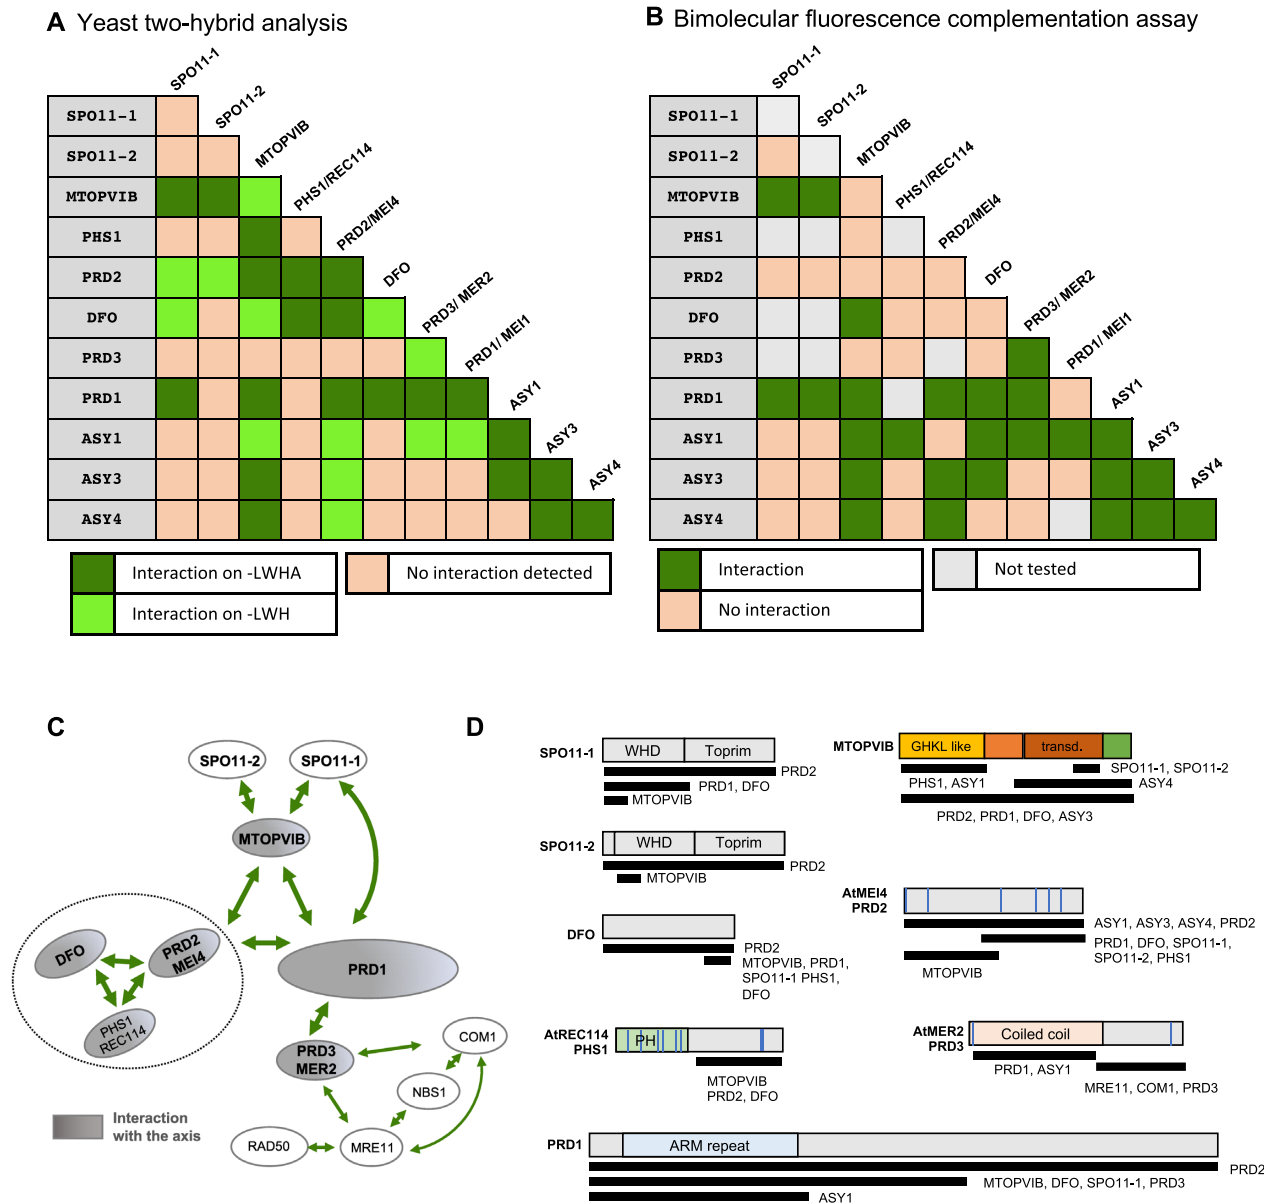 A Yeast two-hybrid analysis
SPO11-1
SPO11-2
MTOPVIB
PHS1/REC114
PRD2/MEI4
DFO
PRD3/ MER2
PRD1/ MEI1
ASY1
ASY3
ASY4
SPO11-1
SPO11-2
MTOPVIB
PHS1
PRD2
DFO
PRD3
PRD1
ASY1
ASY3
ASY4
Interaction on -LWHA
No interaction detected
Interaction on -LWH
B Bimolecular fluorescence complementation assay
SPO11-1
SPO11-2
MTOPVIB
PHS1/REC114
PRD2/MEI4
DFO
PRD3/ MER2
PRD1/ MEI1
ASY1
ASY3
ASY4
SPO11-1
SPO11-2
MTOPVIB
PHS1
PRD2
DFO
PRD3
PRD1
ASY1
ASY3
ASY4
Interaction
Not tested
No interaction
C
SPO11-2
SPO11-1
MTOPVIB
DFO
PRD2
MEI4
PHS1
REC114
PRD1
PRD3
MER2
COM1
NBS1
RAD50
MRE11
Interaction
with the axis
D
SPO11-1
WHD
Toprim
PRD2
PRD1, DFO
MTOPVIB
SPO11-2
WHD
Toprim
PRD2
MTOPVIB
DFO
PRD2
MTOPVIB, PRD1,
SPO11-1 PHS1,
DFO
AtREC114
PHS1
PH
MTOPVIB
PRD2, DFO
MTOPVIB
GHKL like
transd.
SPO11-1, SPO11-2
PHS1, ASY1
ASY4
PRD2, PRD1, DFO, ASY3
AtMEI4
PRD2
ASY1, ASY3, ASY4, PRD2
PRD1, DFO, SPO11-1,
SPO11-2, PHS1
MTOPVIB
AtMER2
PRD3
Coiled coil
PRD1, ASY1
MRE11, COM1, PRD3
PRD1
ARM repeat
PRD2
MTOPVIB, DFO, SPO11-1, PRD3
ASY1